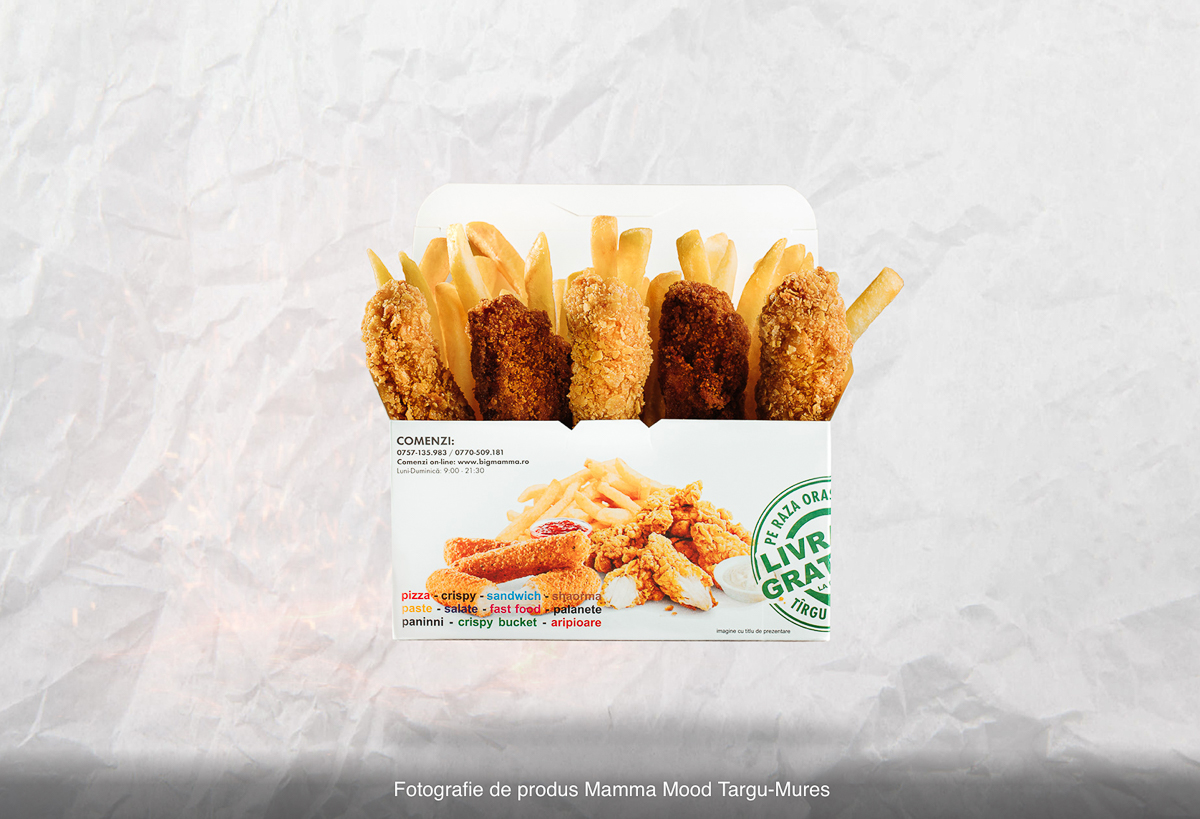 COMENZI:
0757-135.983 / 0770-509.181
Comenzi on-line: www.bigmamma.ro
Luni-Duminică: 9:00 - 21:30
PE RAZA ORAS
LIVR
GRAT
LA
TÎRGU
pizza - crispy - sandwich - shaorma
paste - salate - fast food - palanete
paninni - crispy bucket - aripioare
imagine cu titlu de prezentare
Fotografie de produs Mamma Mood Targu-Mures